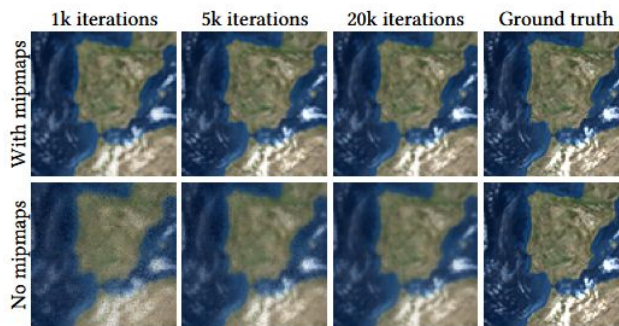 1k iterations 5k iterations 20k iterations Ground truth
With mipmaps
No mipmaps